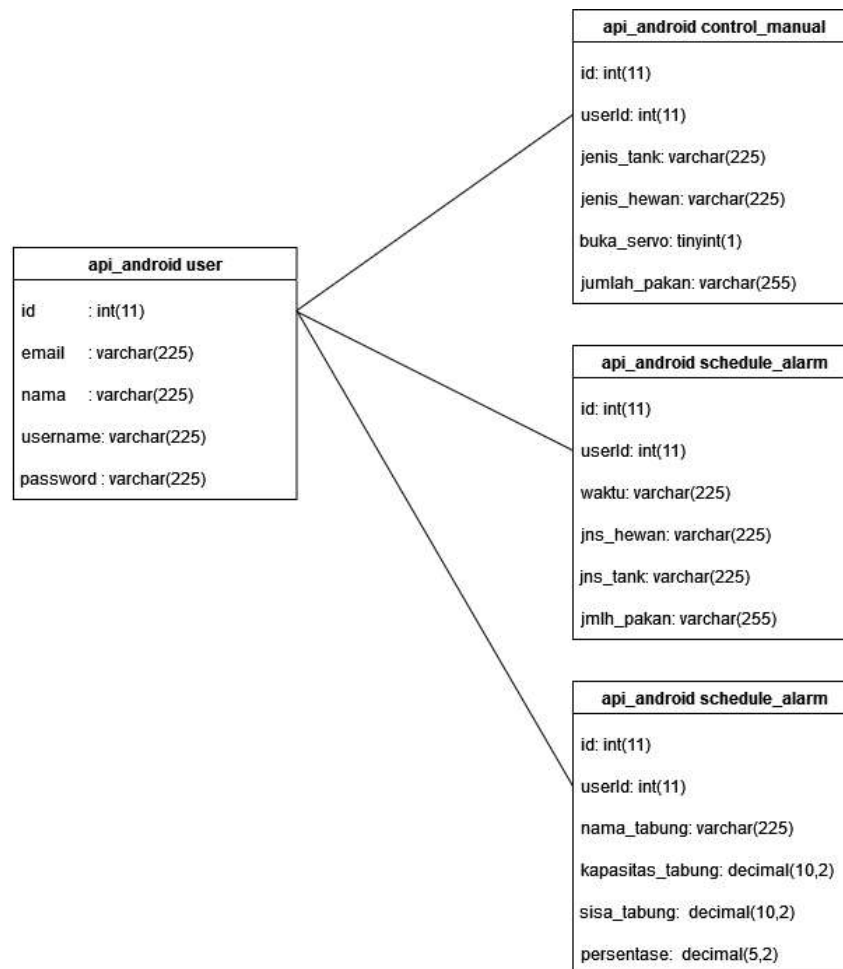 api_android control_manual
id: int(11)
userId: int(11)
jenis_tank: varchar(225)
jenis_hewan: varchar(225)
buka_servo: tinyint(1)
jumlah_pakan: varchar(255)
api_android user
id : int(11)
email : varchar(225)
nama : varchar(225)
username: varchar(225)
password : varchar(225)
api_android schedule_alarm
id: int(11)
userId: int(11)
waktu: varchar(225)
jns_hewan: varchar(225)
jns_tank: varchar(225)
jmlh_pakan: varchar(255)
api_android schedule_alarm
id: int(11)
userId: int(11)
nama_tabung: varchar(225)
kapasitas_tabung: decimal(10,2)
sisa_tabung: decimal(10,2)
persentase: decimal(5,2)